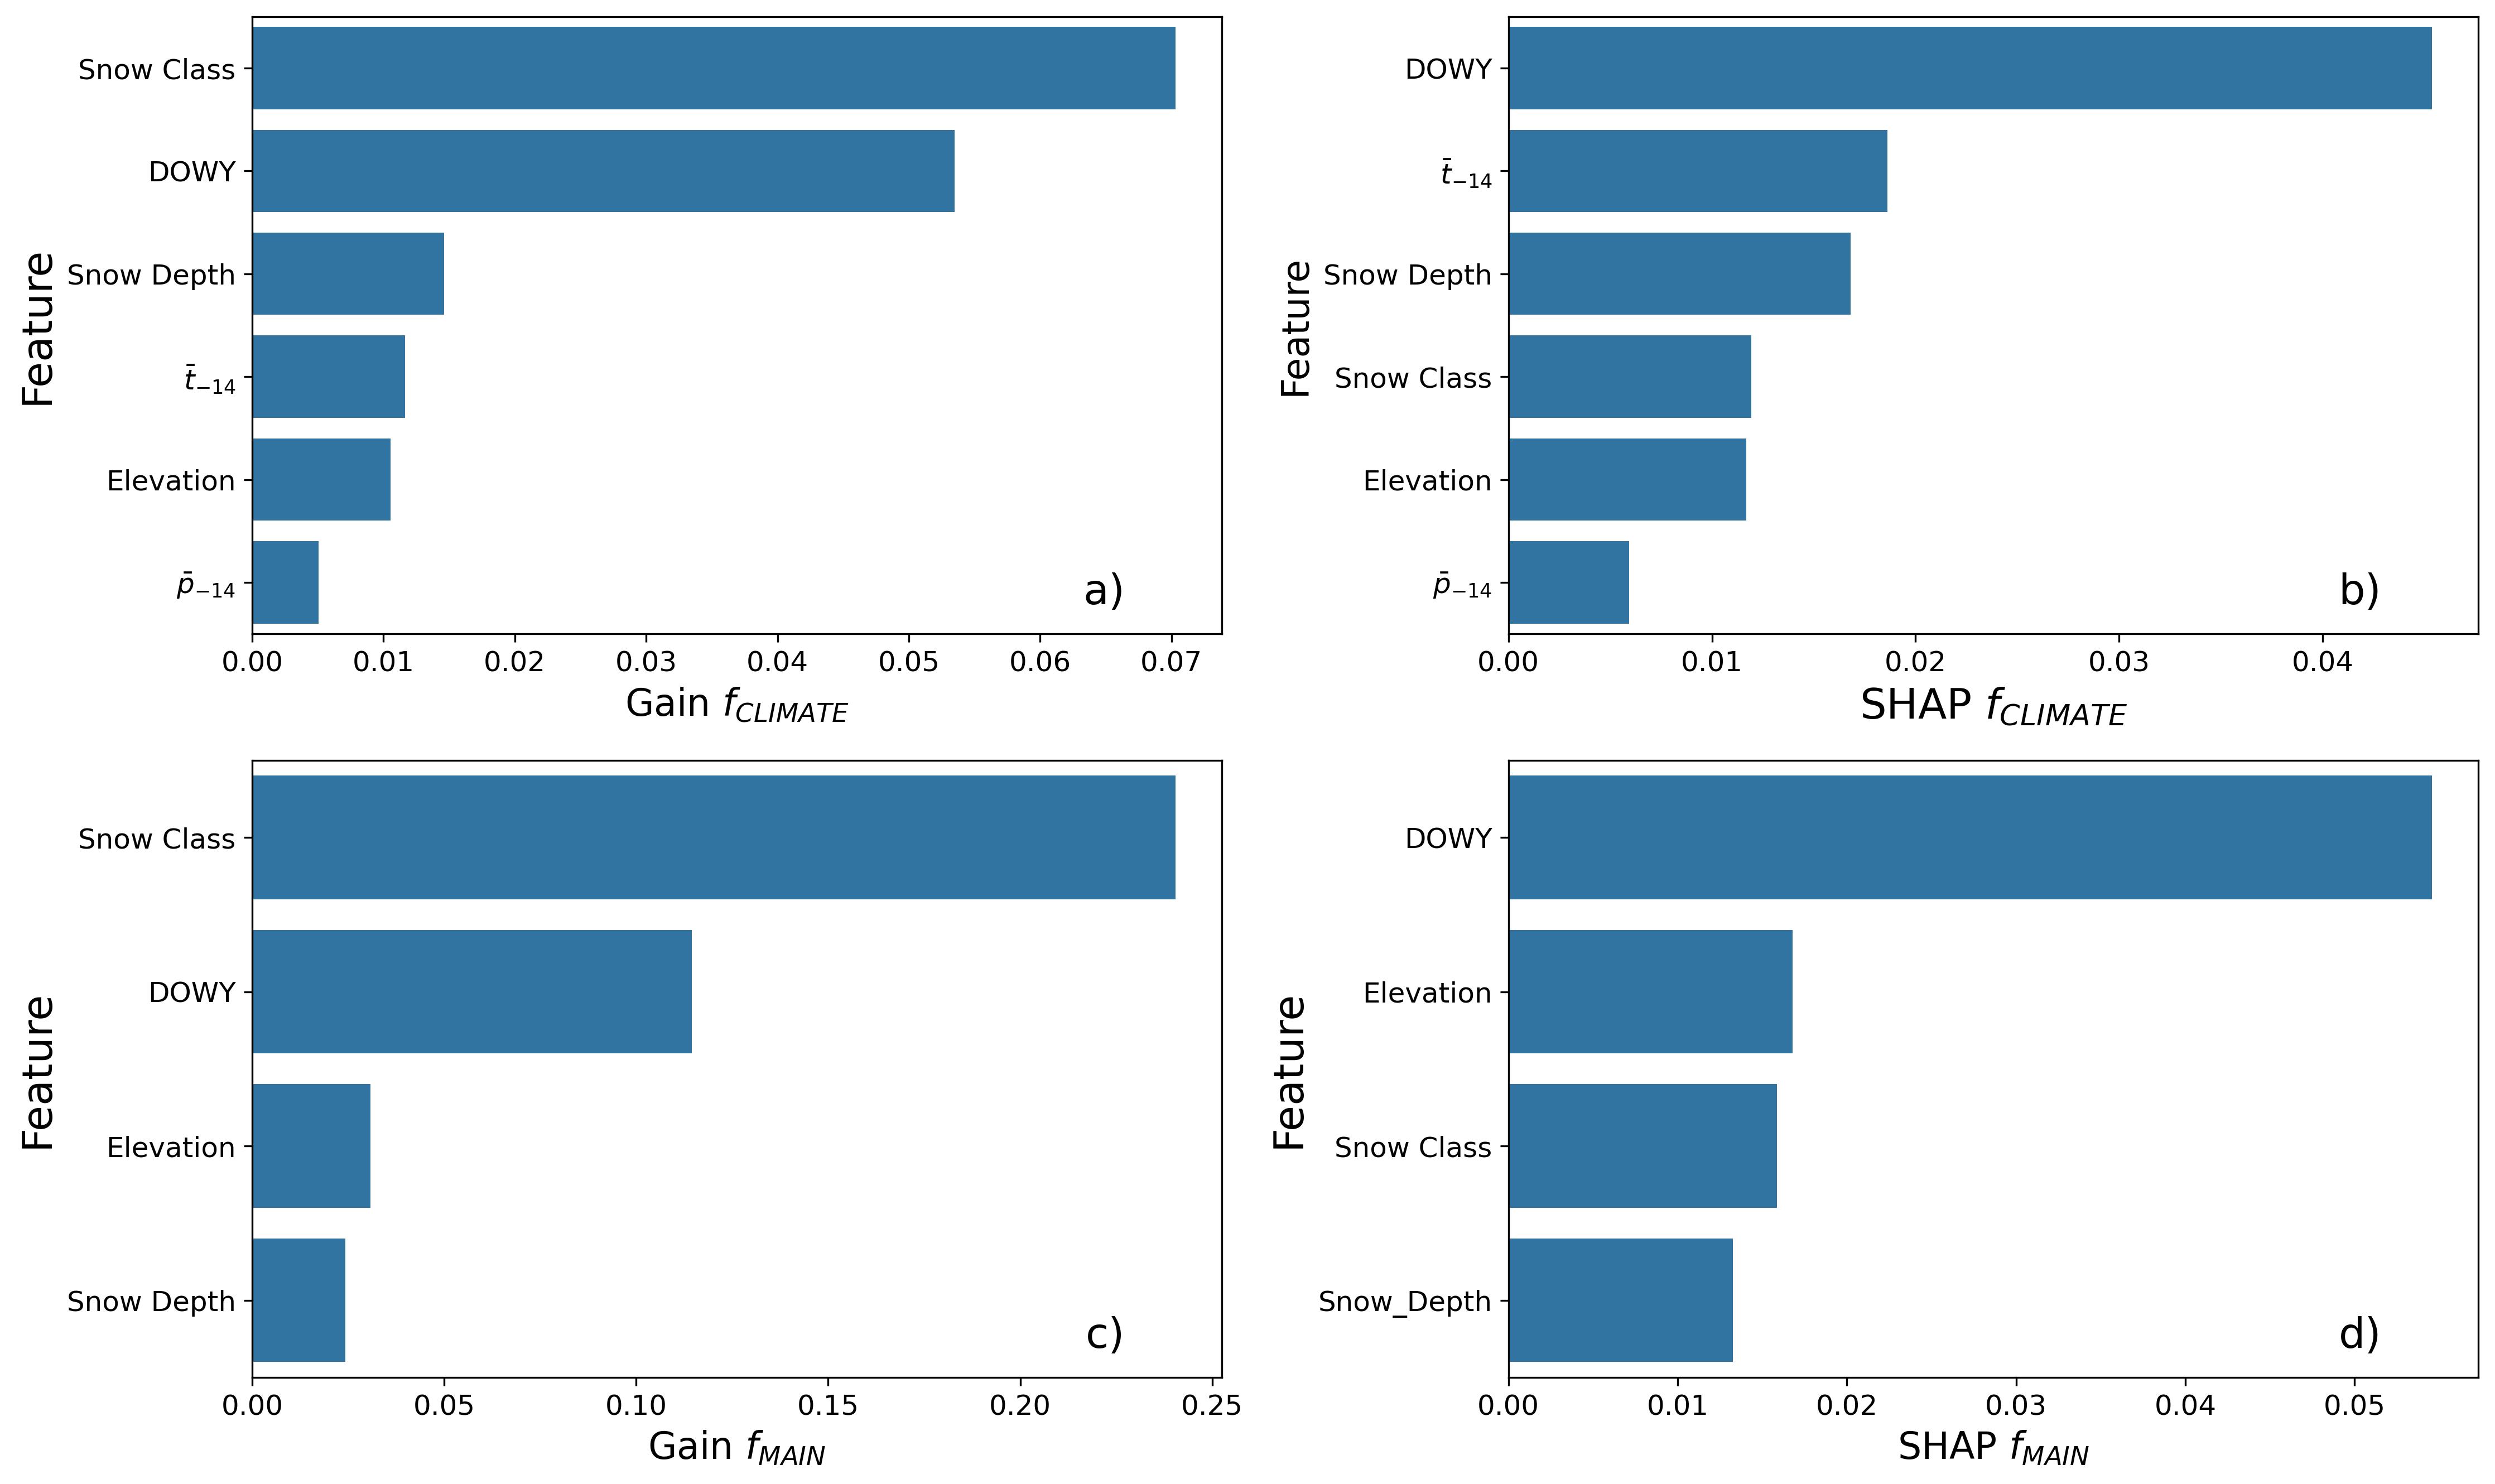 Feature
Snow Class
DOWY
Snow Depth
t̄₋₁₄
Elevation
p̄₋₁₄
a)
0.00 0.01 0.02 0.03 0.04 0.05 0.06 0.07
Gain f_CLIMATE
Feature
DOWY
t̄₋₁₄
Snow Depth
Snow Class
Elevation
p̄₋₁₄
b)
0.00 0.01 0.02 0.03 0.04
SHAP f_CLIMATE
Feature
Snow Class
DOWY
Elevation
Snow Depth
c)
0.00 0.05 0.10 0.15 0.20 0.25
Gain f_MAIN
Feature
DOWY
Elevation
Snow Class
Snow_Depth
d)
0.00 0.01 0.02 0.03 0.04 0.05
SHAP f_MAIN